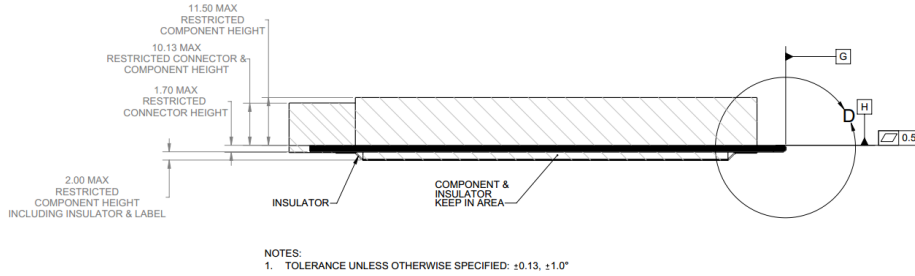 11.50 MAX
RESTRICTED
COMPONENT HEIGHT
10.13 MAX
RESTRICTED CONNECTOR &
COMPONENT HEIGHT
1.70 MAX
RESTRICTED
CONNECTOR HEIGHT
G
H
D
0.5
2.00 MAX
RESTRICTED
COMPONENT HEIGHT
INCLUDING INSULATOR & LABEL
INSULATOR
COMPONENT &
INSULATOR
KEEP IN AREA
NOTES:
1. TOLERANCE UNLESS OTHERWISE SPECIFIED: ±0.13, ±1.0°